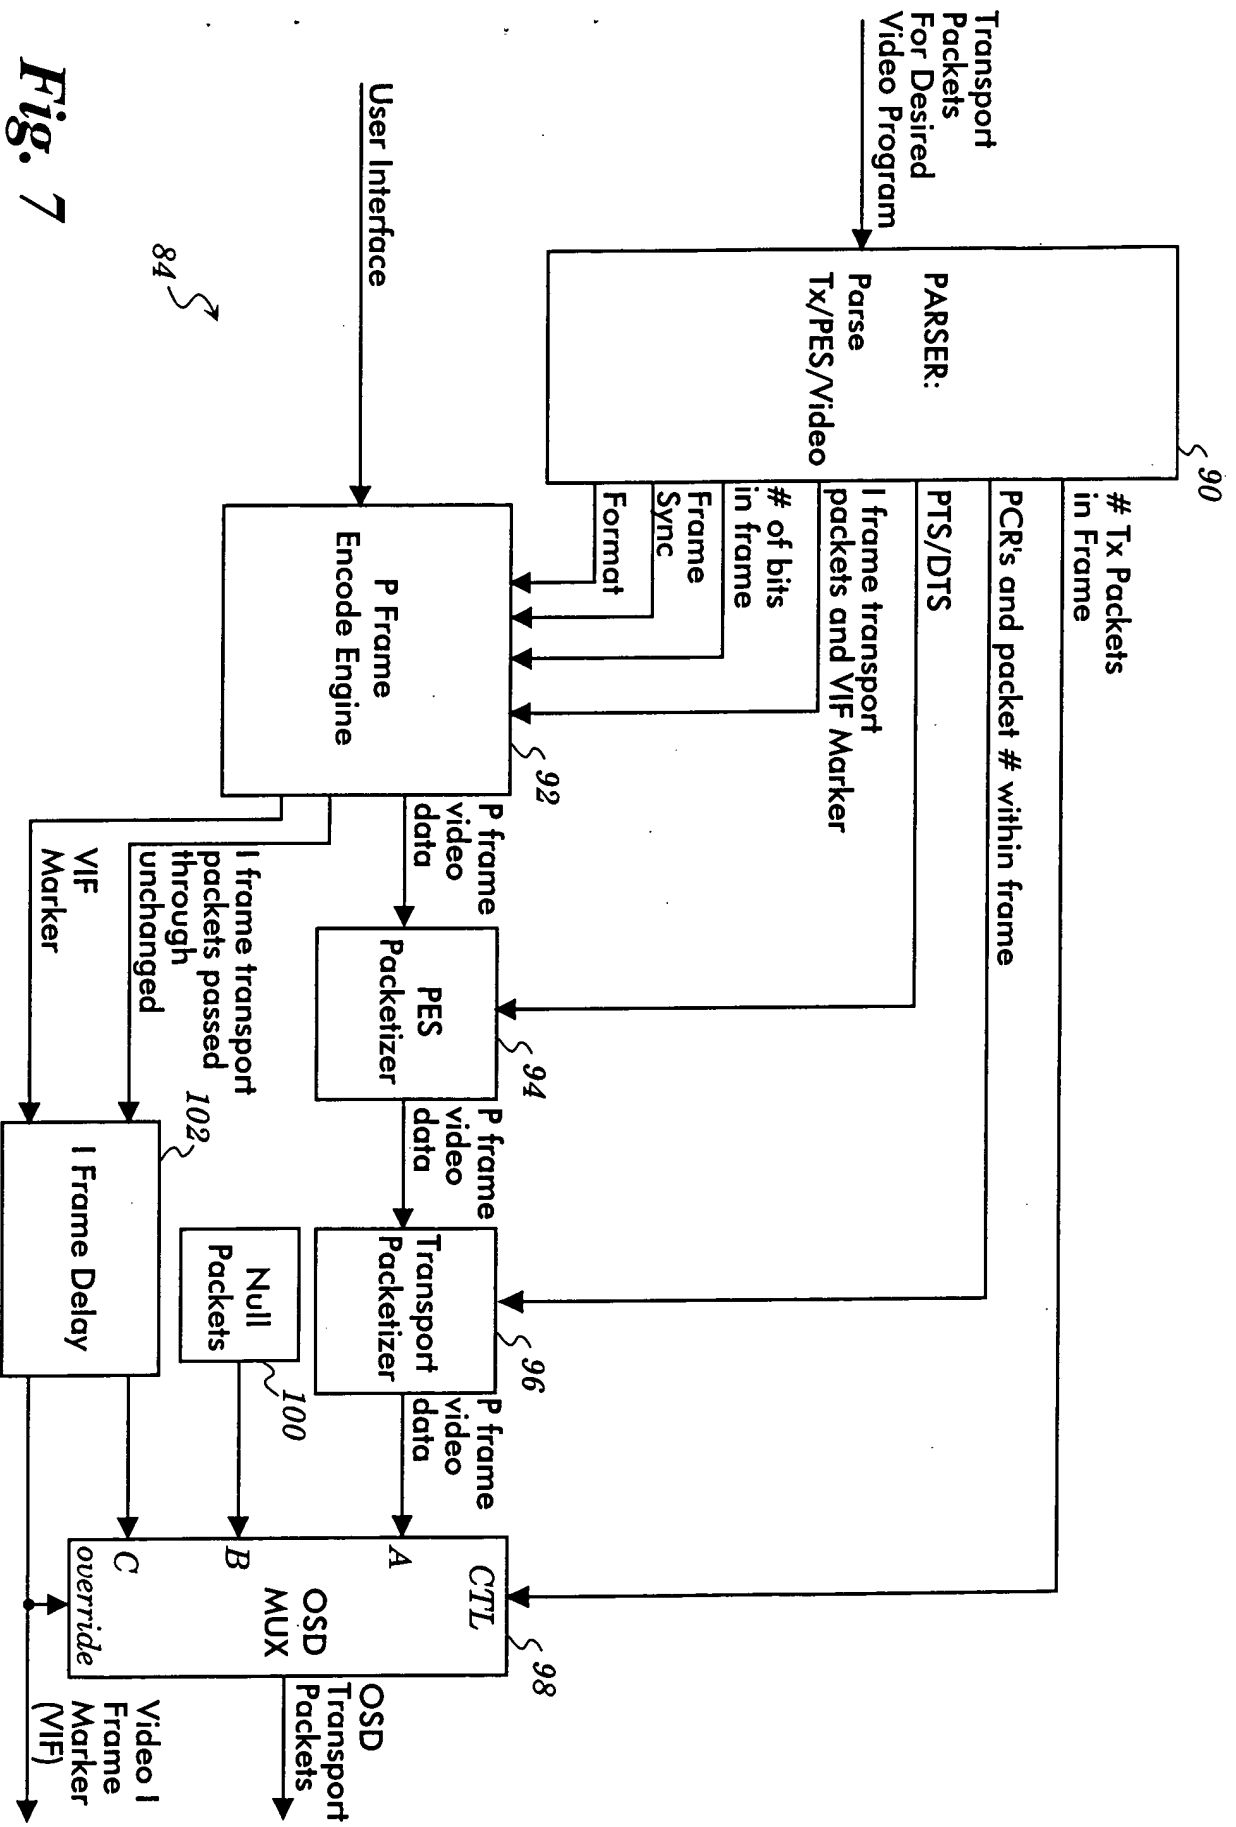 Transport
Packets
For Desired
Video Program
PARSER:
Parse
Tx/PES/Video
90
# Tx Packets
in Frame
PCR's and packet # within frame
PTS/DTS
I frame transport
packets and VIF Marker
# of bits
in frame
Frame
Sync
Format
User Interface
P Frame
Encode Engine
92
P frame
video
data
PES
Packetizer
94
P frame
video
data
Transport
Packetizer
96
P frame
video
data
I frame transport
packets passed
through
unchanged
VIF
Marker
102
I Frame Delay
Null
Packets
100
CTL
A
B
C
override
OSD
MUX
98
OSD
Transport
Packets
Video I
Frame
Marker
(VIF)
84
Fig. 7